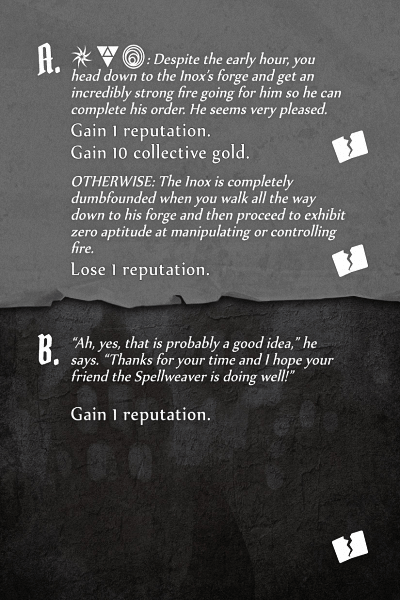 A. : Despite the early hour, you
head down to the Inox's forge and get an
incredibly strong fire going for him so he can
complete his order. He seems very pleased.
Gain 1 reputation.
Gain 10 collective gold.
OTHERWISE: The Inox is completely
dumbfounded when you walk all the way
down to his forge and then proceed to exhibit
zero aptitude at manipulating or controlling
fire.
Lose 1 reputation.
B. “Ah, yes, that is probably a good idea,” he
says. “Thanks for your time and I hope your
friend the Spellweaver is doing well!”
Gain 1 reputation.